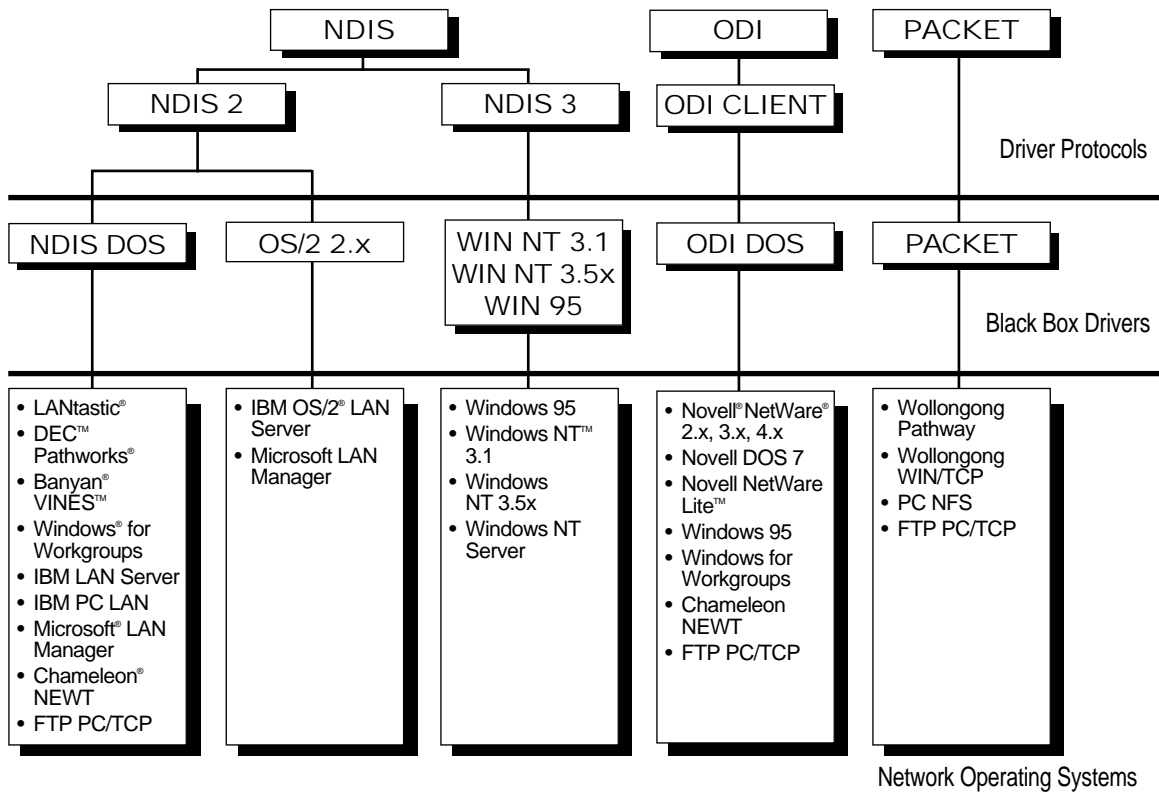 NDIS
ODI
PACKET
NDIS 2
NDIS 3
ODI CLIENT
Driver Protocols
NDIS DOS
OS/2 2.x
WIN NT 3.1
WIN NT 3.5x
WIN 95
ODI DOS
PACKET
Black Box Drivers
• LANtastic®
• DEC™
Pathworks®
• Banyan®
VINES™
• Windows® for
Workgroups
• IBM LAN Server
• IBM PC LAN
• Microsoft® LAN
Manager
• Chameleon®
NEWT
• FTP PC/TCP
• IBM OS/2® LAN
Server
• Microsoft LAN
Manager
• Windows 95
• Windows NT™
3.1
• Windows
NT 3.5x
• Windows NT
Server
• Novell® NetWare®
2.x, 3.x, 4.x
• Novell DOS 7
• Novell NetWare
Lite™
• Windows 95
• Windows for
Workgroups
• Chameleon
NEWT
• FTP PC/TCP
• Wollongong
Pathway
• Wollongong
WIN/TCP
• PC NFS
• FTP PC/TCP
Network Operating Systems